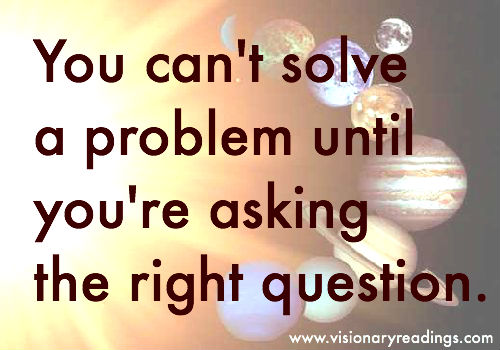 You can't solve
a problem until
you're asking
the right question.
www.visionaryreadings.com